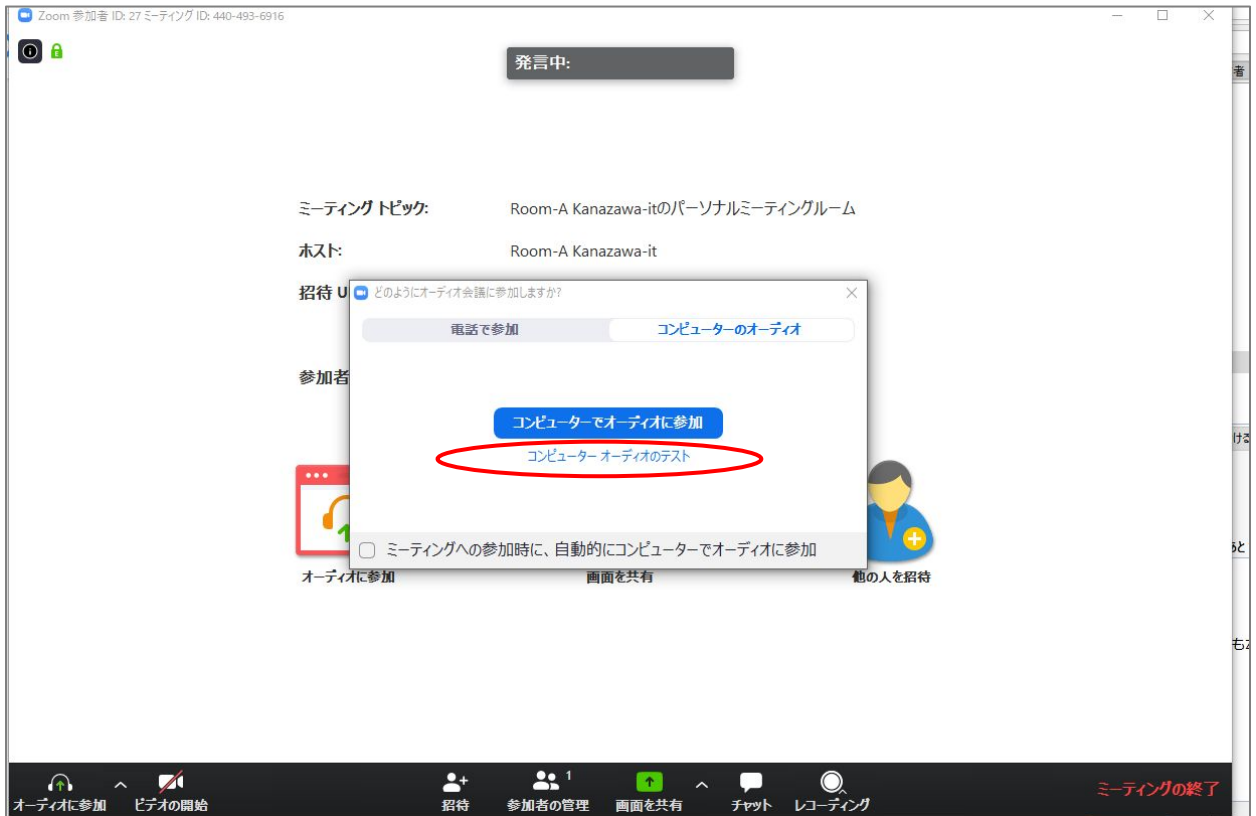 Zoom 参加者 ID: 27 ミーティング ID: 440-493-6916
発言中:
者
ミーティング トピック: Room-A Kanazawa-itのパーソナルミーティングルーム
ホスト: Room-A Kanazawa-it
招待 U
どのようにオーディオ会議に参加しますか?
電話で参加 コンピューターのオーディオ
参加者
コンピューターでオーディオに参加
ける
コンピューター オーディオのテスト
ミーティングへの参加時に、自動的にコンピューターでオーディオに参加
あと
オーディオに参加 画面を共有 他の人を招待
オーディオに参加 ビデオの開始 招待 1 参加者の管理 画面を共有 チャット レコーディング ミーティングの終了